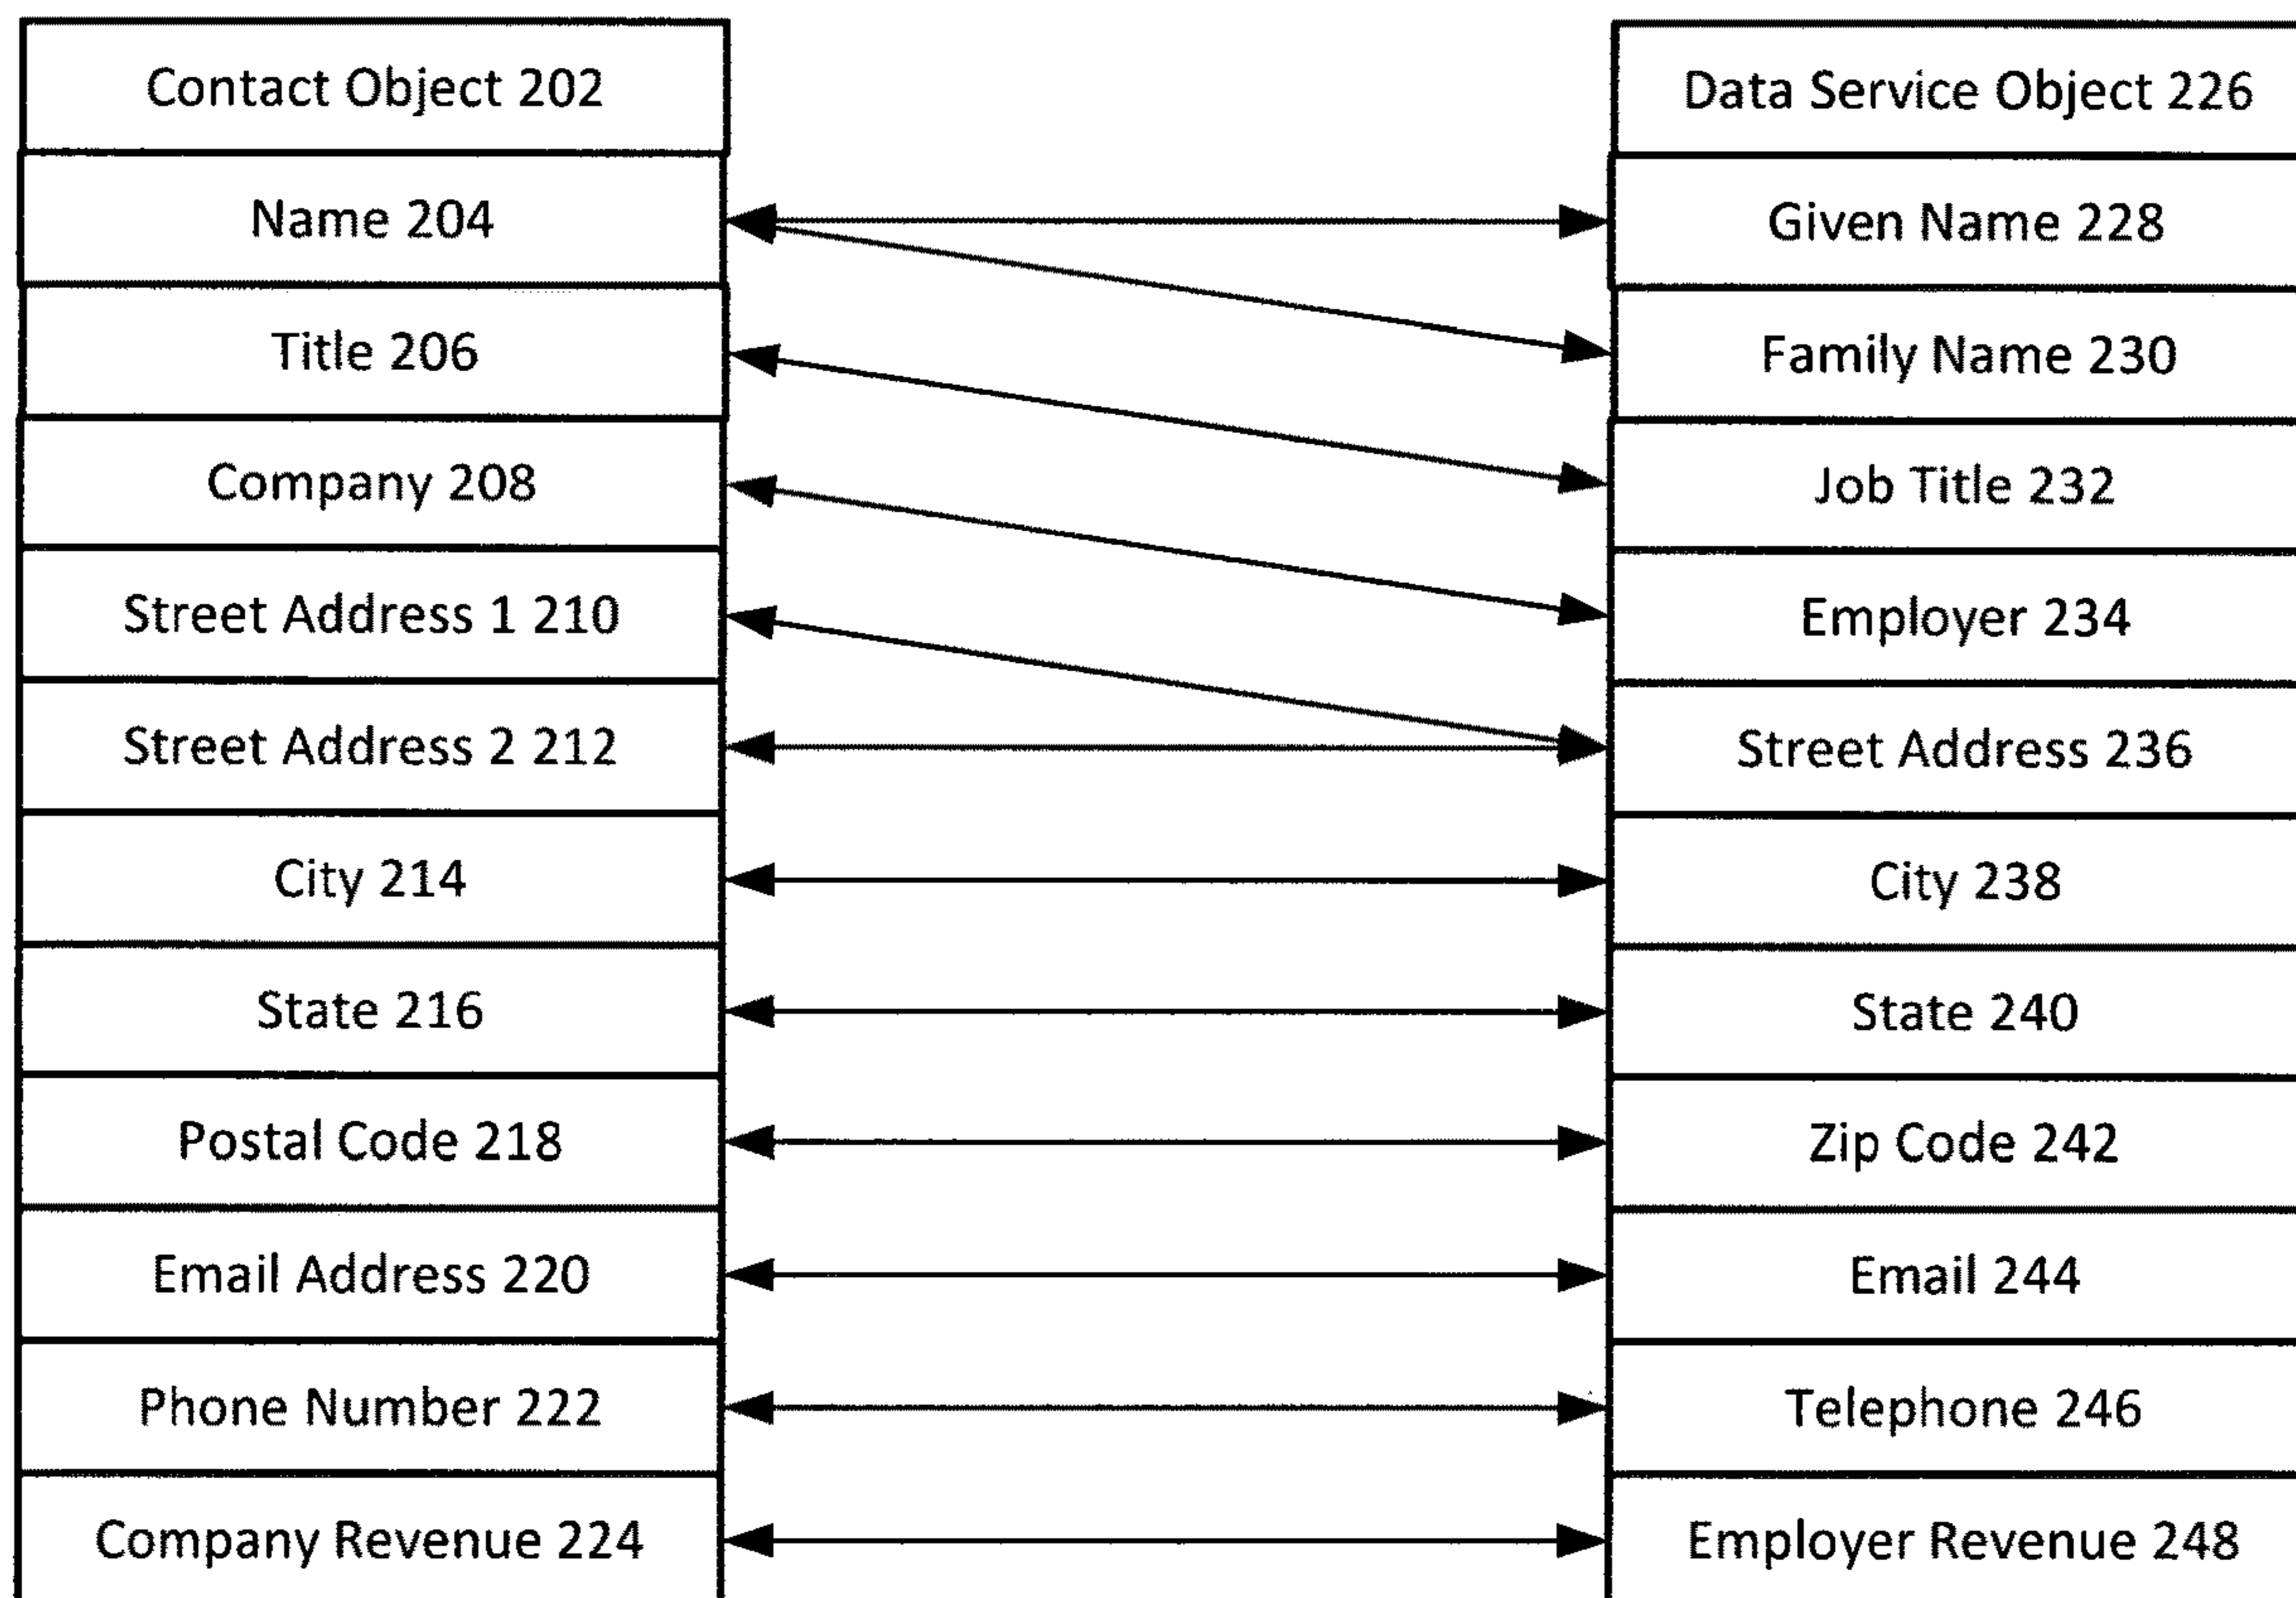 Contact Object 202
Name 204
Title 206
Company 208
Street Address 1 210
Street Address 2 212
City 214
State 216
Postal Code 218
Email Address 220
Phone Number 222
Company Revenue 224
Data Service Object 226
Given Name 228
Family Name 230
Job Title 232
Employer 234
Street Address 236
City 238
State 240
Zip Code 242
Email 244
Telephone 246
Employer Revenue 248